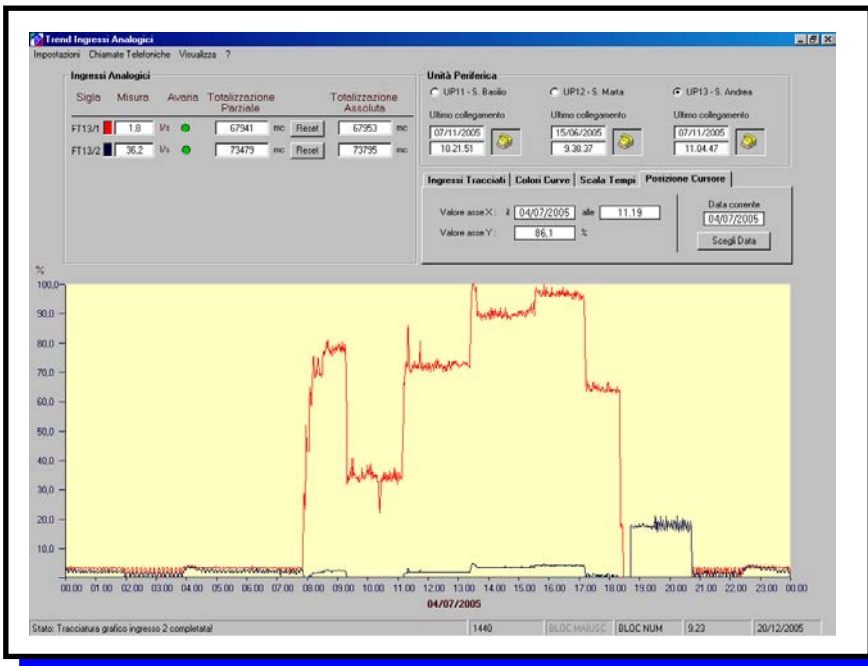 Trend Ingressi Analogici
Impostazioni Chiamate Telefoniche Visualizza ?
Ingressi Analogici
Sigla Misura Avaria Totalizzazione Parziale Totalizzazione Assoluta
FT13/1 1,8 l/s 67941 mc Reset 67953 mc
FT13/2 36,2 l/s 73479 mc Reset 73795 mc
Unità Periferica
UP11 - S. Basilio UP12 - S. Marta UP13 - S. Andrea
Ultimo collegamento Ultimo collegamento Ultimo collegamento
07/11/2005 15/06/2005 07/11/2005
10.21.51 9.38.37 11.04.47
Ingressi Tracciati Colori Curve Scala Tempi Posizione Cursore
Valore asse X : il 04/07/2005 alle 11.19
Valore asse Y : 86,1 %
Data corrente
04/07/2005
Scegli Data
%
100,0
90,0
80,0
70,0
60,0
50,0
40,0
30,0
20,0
10,0
00.00 01.00 02.00 03.00 04.00 05.00 06.00 07.00 08.00 09.00 10.00 11.00 12.00 13.00 14.00 15.00 16.00 17.00 18.00 19.00 20.00 21.00 22.00 23.00 00.00
04/07/2005
Stato: Tracciatura grafico ingresso 2 completata! 1440 BLOC MAIUSC BLOC NUM 9.23 20/12/2005